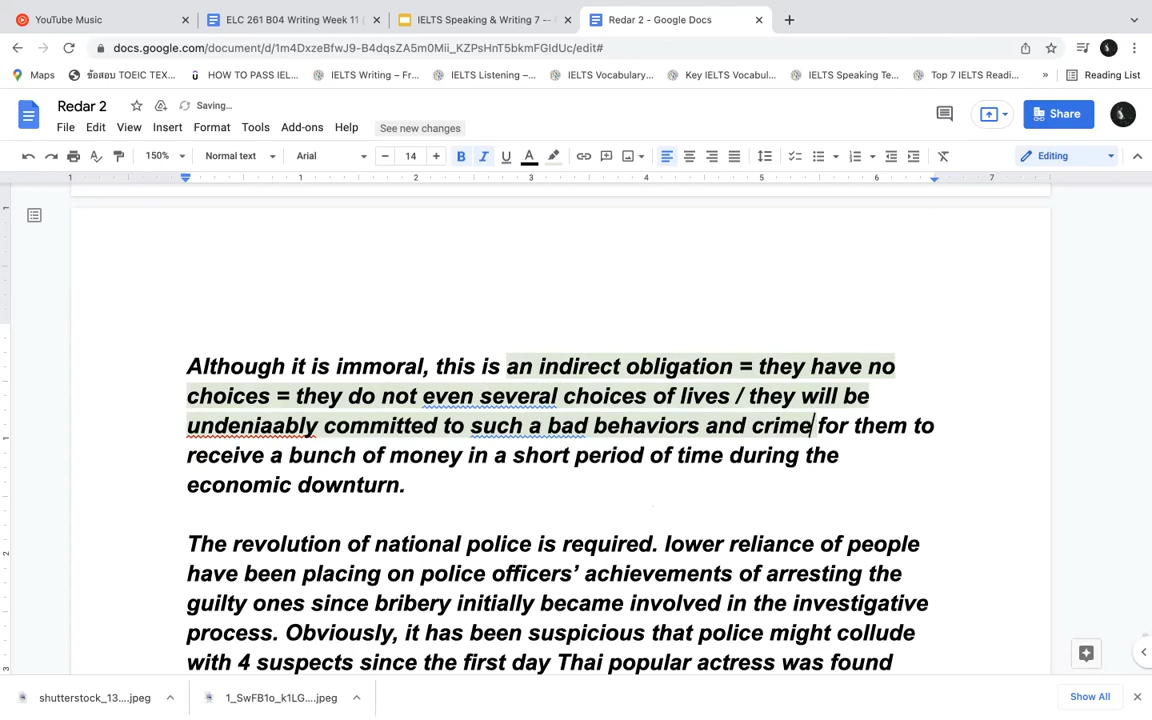 YouTube Music
ELC 261 B04 Writing Week 11 (
IELTS Speaking & Writing 7 --
Redar 2 - Google Docs
docs.google.com/document/d/1m4DxzeBfwJ9-B4dqsZA5m0Mii_KZPsHnT5bkmFGIdUc/edit#
Maps
ข้อสอบ TOEIC TEX...
HOW TO PASS IEL...
IELTS Writing – Fr...
IELTS Listening –...
IELTS Vocabulary...
Key IELTS Vocabul...
IELTS Speaking Te...
Top 7 IELTS Readi...
»
Reading List
Redar 2
Saving...
File Edit View Insert Format Tools Add-ons Help
See new changes
Share
150%
Normal text
Arial
− 14 +
B I U A
Editing
1 1 2 3 4 5 6 7
Although it is immoral, this is an indirect obligation = they have no
choices = they do not even several choices of lives / they will be
undeniaably committed to such a bad behaviors and crime for them to
receive a bunch of money in a short period of time during the
economic downturn.
The revolution of national police is required. lower reliance of people
have been placing on police officers’ achievements of arresting the
guilty ones since bribery initially became involved in the investigative
process. Obviously, it has been suspicious that police might collude
with 4 suspects since the first day Thai popular actress was found
shutterstock_13....jpeg
1_SwFB1o_k1LG....jpeg
Show All